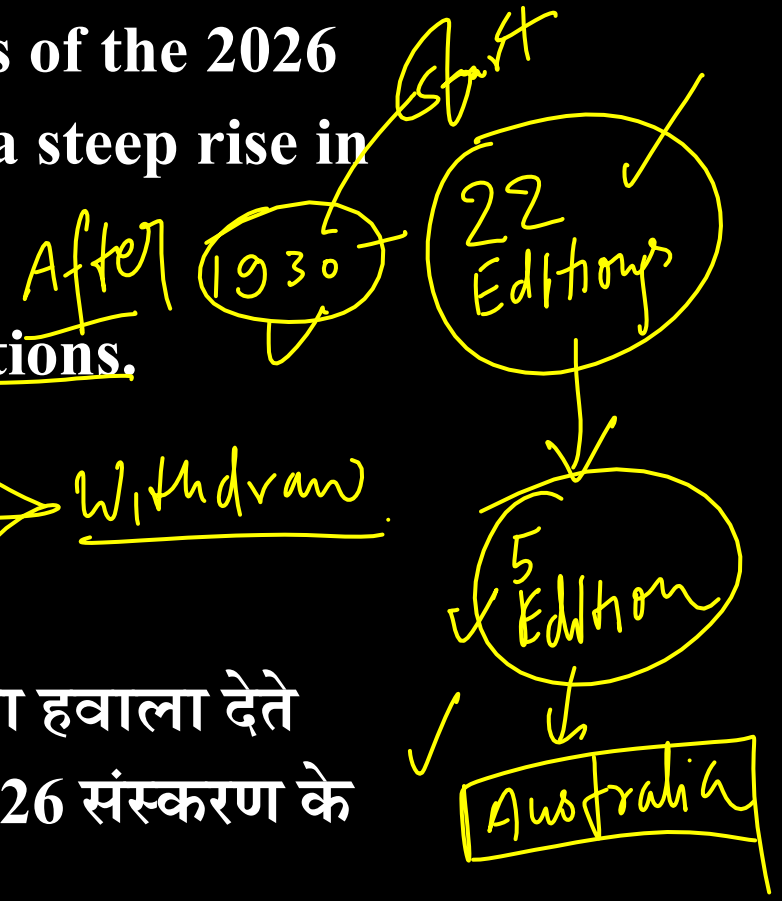 s of the 2026
Start
a steep rise in
After 1930 - 22
Editions
tions.
Withdraw
5
Edition
ा हवाला देते
26 संस्करण के
Australia